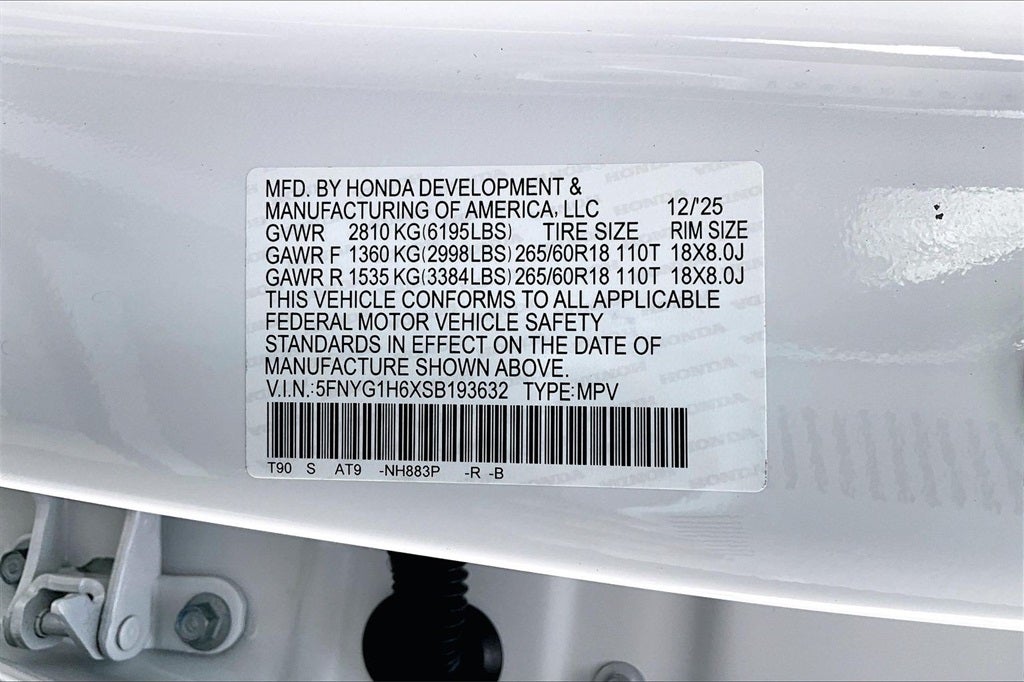 MFD. BY HONDA DEVELOPMENT &
MANUFACTURING OF AMERICA, LLC 12/'25
GVWR 2810 KG(6195LBS) TIRE SIZE RIM SIZE
GAWR F 1360 KG(2998LBS) 265/60R18 110T 18X8.0J
GAWR R 1535 KG(3384LBS) 265/60R18 110T 18X8.0J
THIS VEHICLE CONFORMS TO ALL APPLICABLE
FEDERAL MOTOR VEHICLE SAFETY
STANDARDS IN EFFECT ON THE DATE OF
MANUFACTURE SHOWN ABOVE.
V.I.N.:5FNYG1H6XSB193632 TYPE:MPV
T90 S AT9 -NH883P -R -B